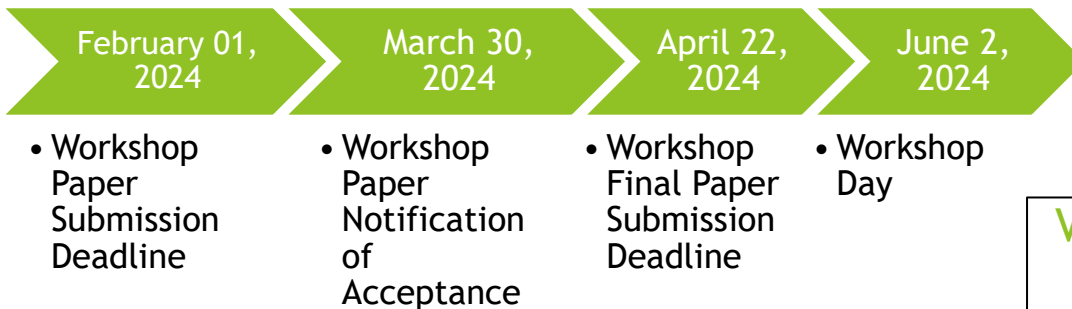 February 01,
2024
March 30,
2024
April 22,
2024
June 2,
2024
• Workshop
Paper
Submission
Deadline
• Workshop
Paper
Notification
of
Acceptance
• Workshop
Final Paper
Submission
Deadline
• Workshop
Day